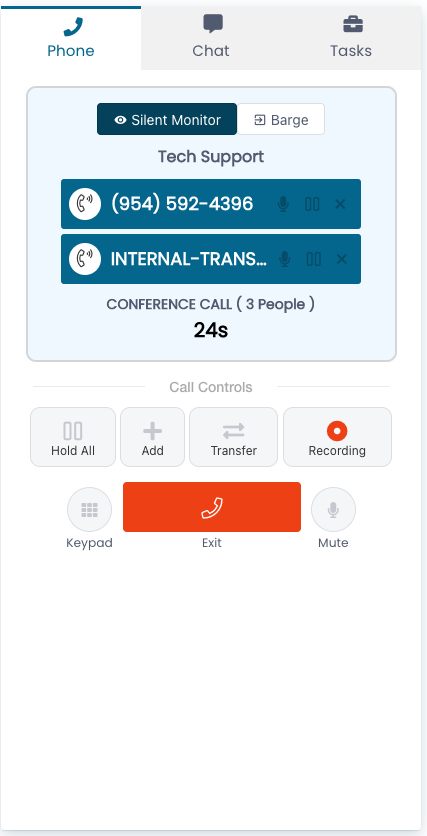 Phone Chat Tasks
Silent Monitor Barge
Tech Support
(954) 592-4396
INTERNAL-TRANS...
CONFERENCE CALL ( 3 People )
24s
Call Controls
Hold All Add Transfer Recording
Keypad Exit Mute